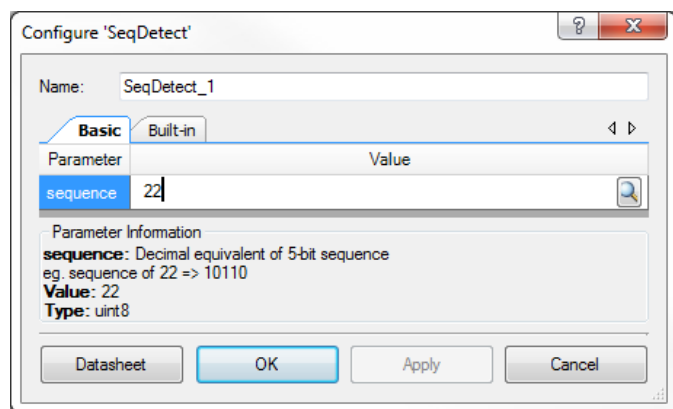 Configure 'SeqDetect'
Name: SeqDetect_1
Basic Built-in
Parameter Value
sequence 22
Parameter Information
sequence: Decimal equivalent of 5-bit sequence
eg. sequence of 22 => 10110
Value: 22
Type: uint8
Datasheet OK Apply Cancel